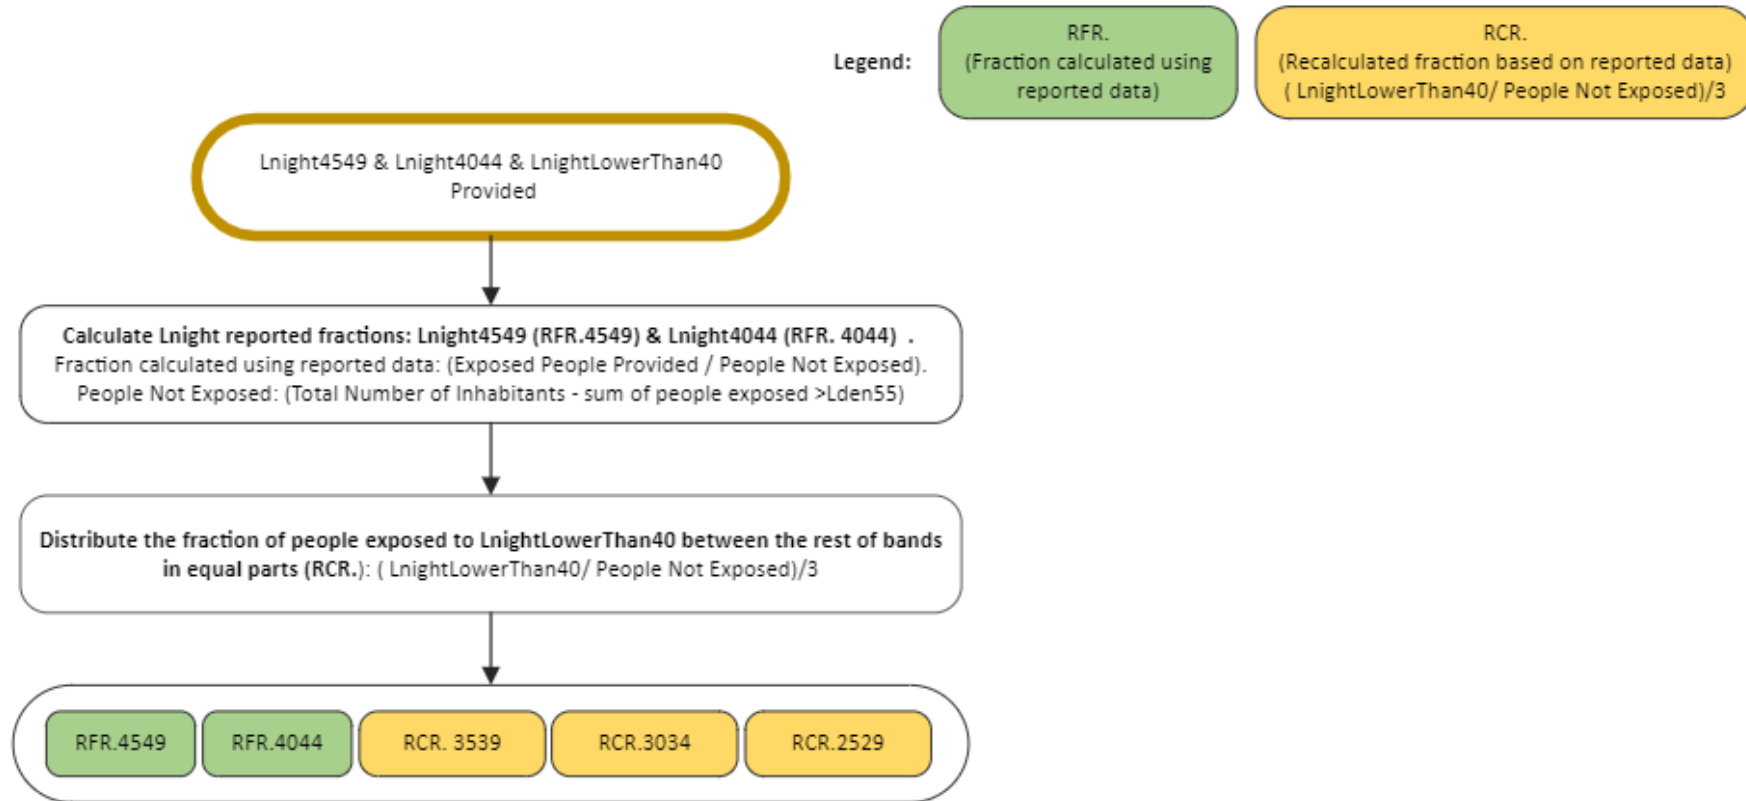 Legend:
RFR.
(Fraction calculated using
reported data)
RCR.
(Recalculated fraction based on reported data)
( LnightLowerThan40/ People Not Exposed)/3
Lnight4549 & Lnight4044 & LnightLowerThan40
Provided
Calculate Lnight reported fractions: Lnight4549 (RFR.4549) & Lnight4044 (RFR. 4044)  .
Fraction calculated using reported data: (Exposed People Provided / People Not Exposed).
People Not Exposed: (Total Number of Inhabitants - sum of people exposed >Lden55)
Distribute the fraction of people exposed to LnightLowerThan40 between the rest of bands
in equal parts (RCR.): ( LnightLowerThan40/ People Not Exposed)/3
RFR.4549
RFR.4044
RCR. 3539
RCR.3034
RCR.2529